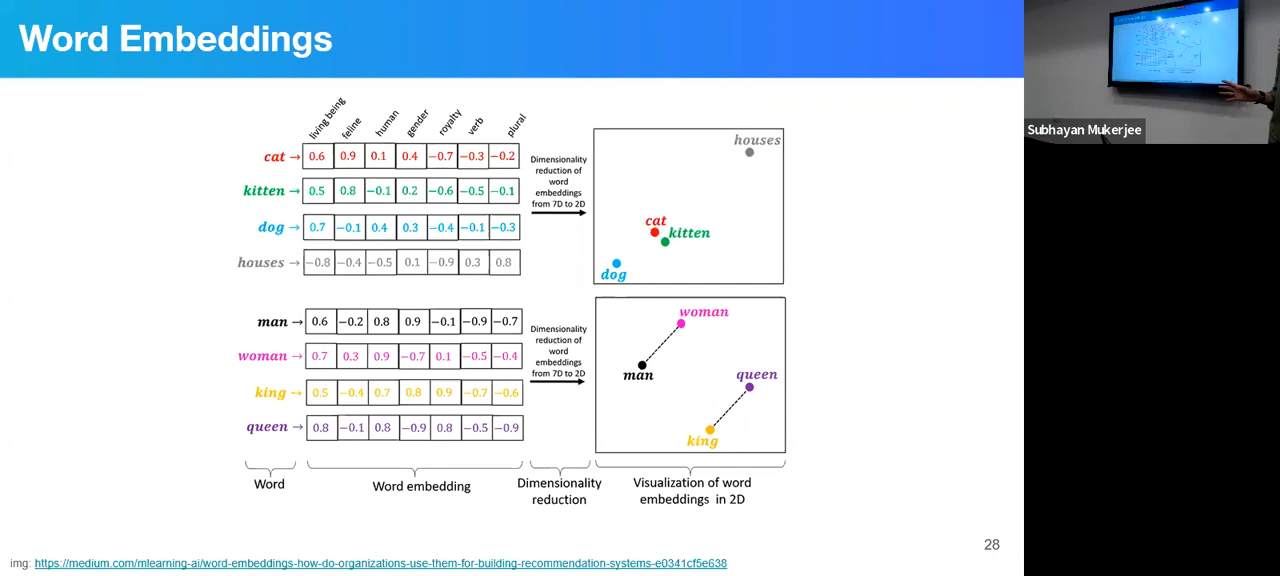 Word Embeddings
living being feline human gender royalty verb plural
cat → 0.6 0.9 0.1 0.4 −0.7 −0.3 −0.2
kitten → 0.5 0.8 −0.1 0.2 −0.6 −0.5 −0.1
dog → 0.7 −0.1 0.4 0.3 −0.4 −0.1 −0.3
houses → −0.8 −0.4 −0.5 0.1 −0.9 0.3 0.8
Dimensionality
reduction of
word
embeddings
from 7D to 2D
houses
cat
kitten
dog
man → 0.6 −0.2 0.8 0.9 −0.1 −0.9 −0.7
woman → 0.7 0.3 0.9 −0.7 0.1 −0.5 −0.4
king → 0.5 −0.4 0.7 0.8 0.9 −0.7 −0.6
queen → 0.8 −0.1 0.8 −0.9 0.8 −0.5 −0.9
Dimensionality
reduction of
word
embeddings
from 7D to 2D
woman
man
queen
king
Word
Word embedding
Dimensionality
reduction
Visualization of word
embeddings in 2D
28
img: https://medium.com/mlearning-ai/word-embeddings-how-do-organizations-use-them-for-building-recommendation-systems-e0341cf5e638
Subhayan Mukerjee